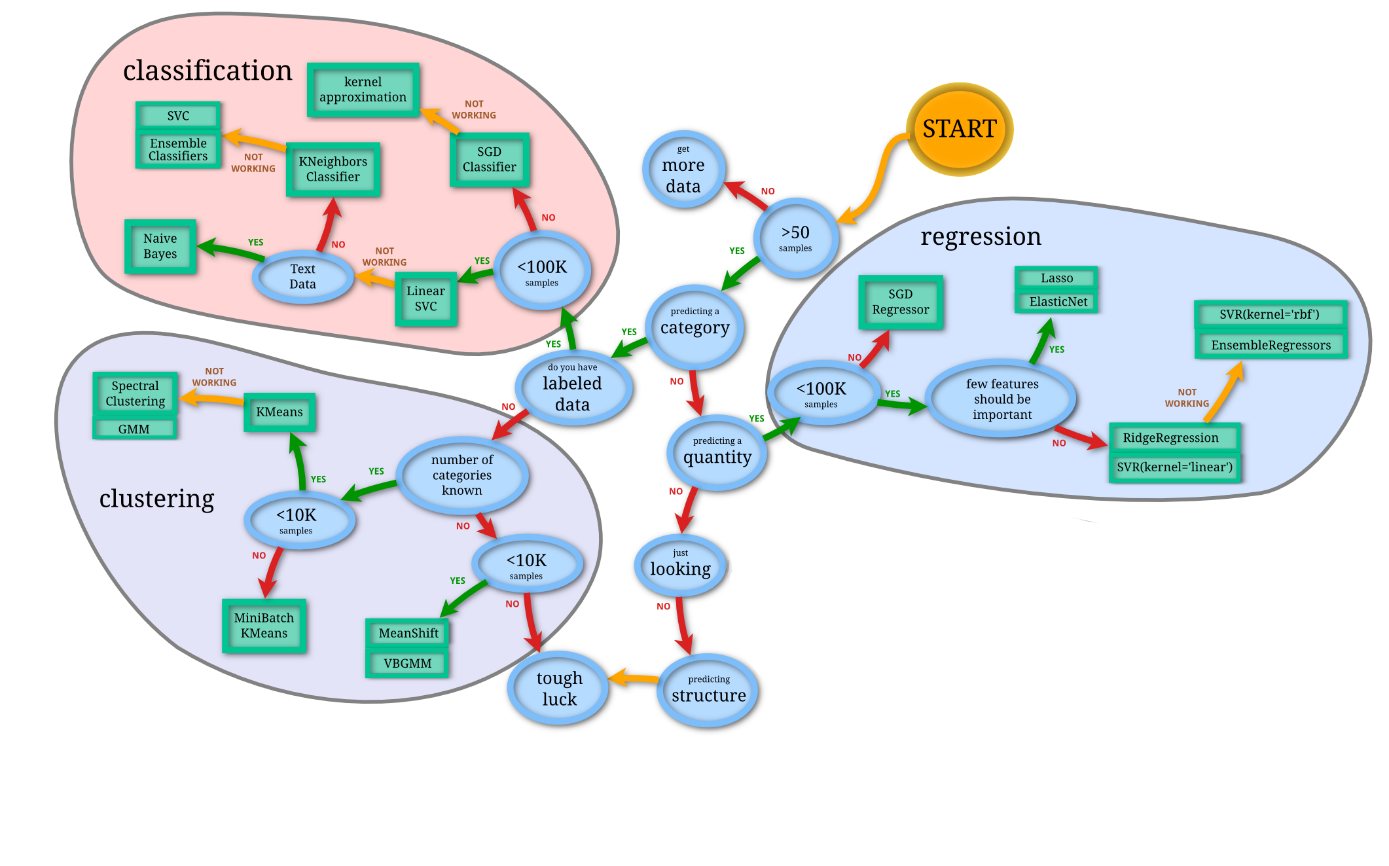 classification
kernel
approximation
NOT
WORKING
SVC
Ensemble
Classifiers
NOT
WORKING
KNeighbors
Classifier
SGD
Classifier
Naive
Bayes
YES
NO
Text
Data
NOT
WORKING
Linear
SVC
YES
NO
<100K
samples
START
get
more
data
NO
>50
samples
YES
predicting a
category
YES
NO
YES
do you have
labeled
data
NO
predicting a
quantity
YES
NO
just
looking
NO
predicting
structure
tough
luck
regression
SGD
Regressor
NO
<100K
samples
YES
Lasso
ElasticNet
YES
few features
should be
important
NO
SVR(kernel='rbf')
EnsembleRegressors
NOT
WORKING
RidgeRegression
SVR(kernel='linear')
clustering
Spectral
Clustering
GMM
NOT
WORKING
KMeans
YES
number of
categories
known
YES
NO
<10K
samples
NO
MiniBatch
KMeans
<10K
samples
YES
NO
MeanShift
VBGMM